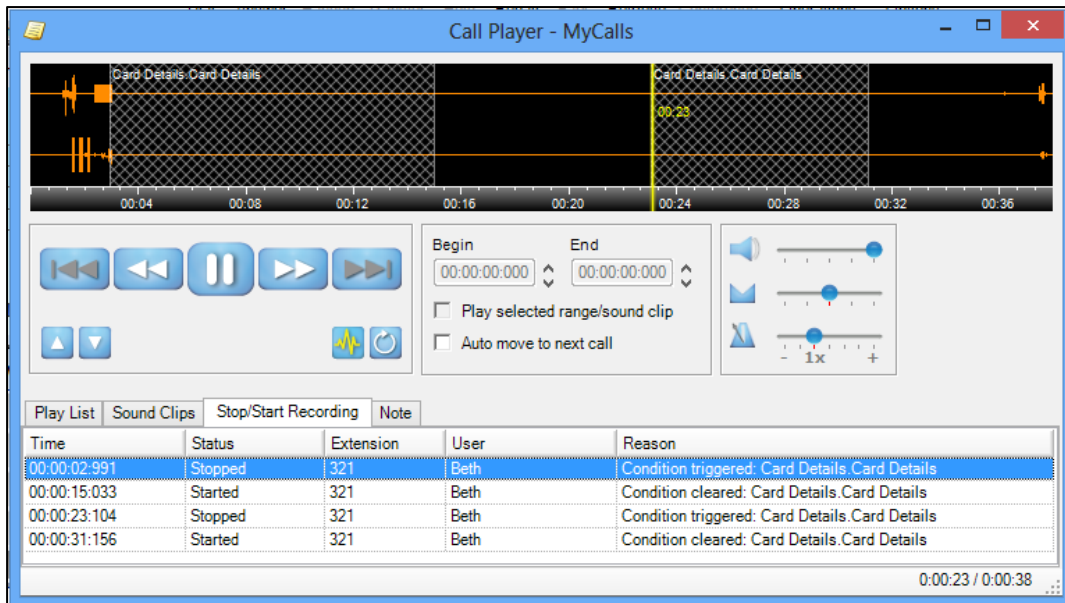 Call Player - MyCalls
Card Details.Card Details Card Details.Card Details
00:23
00:04 00:08 00:12 00:16 00:20 00:24 00:28 00:32 00:36
Begin End
00:00:00:000 00:00:00:000
Play selected range/sound clip
Auto move to next call
- 1x +
Play List Sound Clips Stop/Start Recording Note
Time Status Extension User Reason
00:00:02:991 Stopped 321 Beth Condition triggered: Card Details.Card Details
00:00:15:033 Started 321 Beth Condition cleared: Card Details.Card Details
00:00:23:104 Stopped 321 Beth Condition triggered: Card Details.Card Details
00:00:31:156 Started 321 Beth Condition cleared: Card Details.Card Details
0:00:23 / 0:00:38